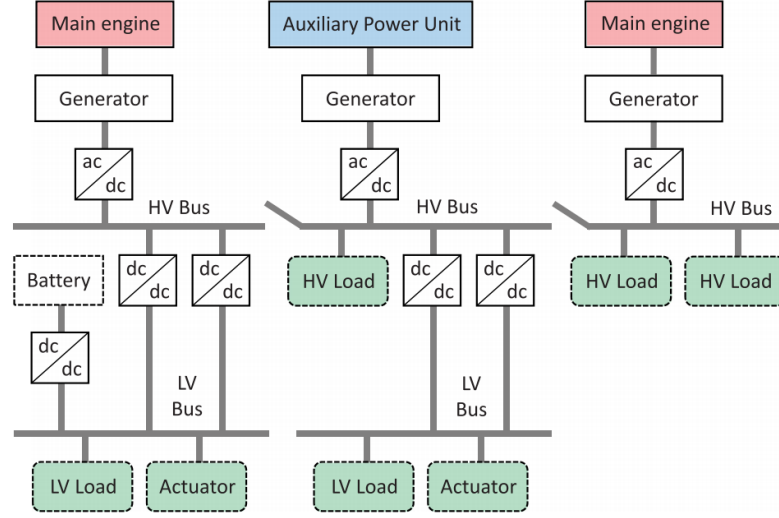 Main engine
Auxiliary Power Unit
Main engine
Generator
Generator
Generator
ac
dc
ac
dc
ac
dc
HV Bus
HV Bus
HV Bus
Battery
dc
dc
dc
dc
HV Load
dc
dc
dc
dc
HV Load
HV Load
dc
dc
LV
Bus
LV
Bus
LV Load
Actuator
LV Load
Actuator